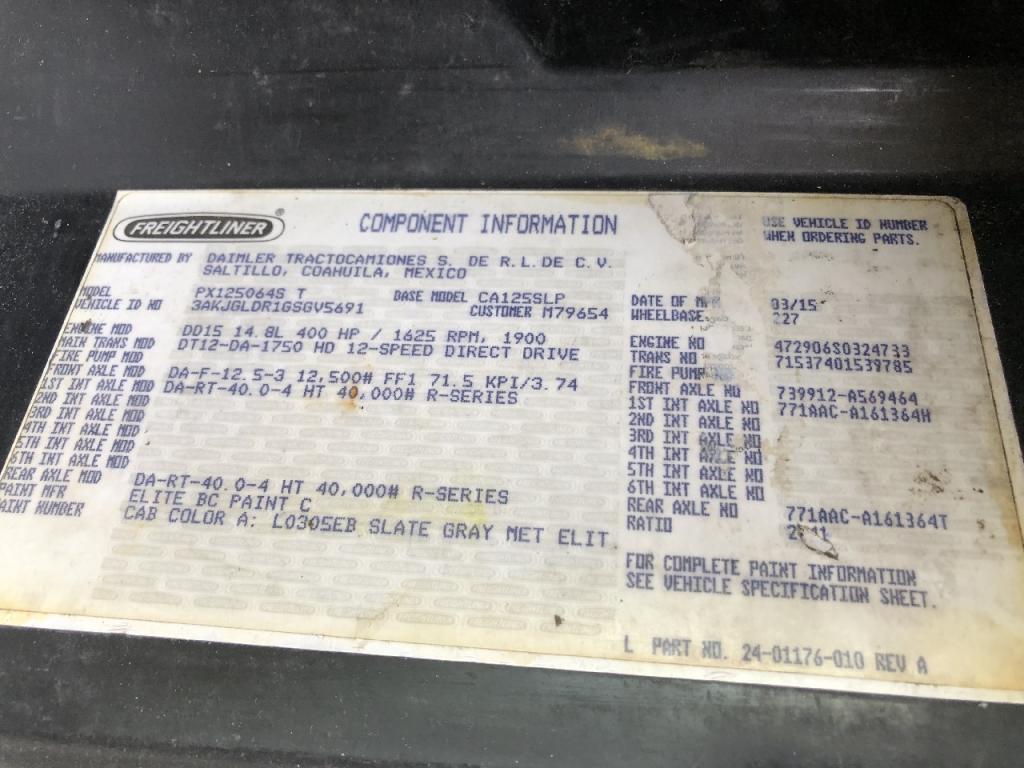 FREIGHTLINER ®
COMPONENT INFORMATION
USE VEHICLE ID NUMBER
WHEN ORDERING PARTS.
MANUFACTURED BY DAIMLER TRACTOCAMIONES S. DE R.L.DE C.V.
SALTILLO, COAHUILA, MEXICO
MODEL PX125064S T BASE MODEL CA125SLP
VEHICLE ID NO 3AKJGLDR1GSGV5691 CUSTOMER M79654
ENGINE MOD DD15 14.8L 400 HP / 1625 RPM, 1900
MAIN TRANS MOD DT12-DA-1750 HD 12-SPEED DIRECT DRIVE
FIRE PUMP MOD
FRONT AXLE MOD DA-F-12.5-3 12,500# FF1 71.5 KPI/3.74
1ST INT AXLE MOD DA-RT-40.0-4 HT 40,000# R-SERIES
2ND INT AXLE MOD
3RD INT AXLE MOD
4TH INT AXLE MOD
5TH INT AXLE MOD
6TH INT AXLE MOD
REAR AXLE MOD DA-RT-40.0-4 HT 40,000# R-SERIES
PAINT MFR ELITE BC PAINT C
PAINT NUMBER CAB COLOR A: L0305EB SLATE GRAY MET ELIT
DATE OF MFR 03/15
WHEELBASE 227
ENGINE NO 472906S0324733
TRANS NO 71537401539785
FIRE PUMP NO
FRONT AXLE NO 739912-A569464
1ST INT AXLE NO 771AAC-A161364H
2ND INT AXLE NO
3RD INT AXLE NO
4TH INT AXLE NO
5TH INT AXLE NO
6TH INT AXLE NO
REAR AXLE NO 771AAC-A161364T
RATIO
FOR COMPLETE PAINT INFORMATION
SEE VEHICLE SPECIFICATION SHEET.
L PART NO. 24-01176-010 REV A